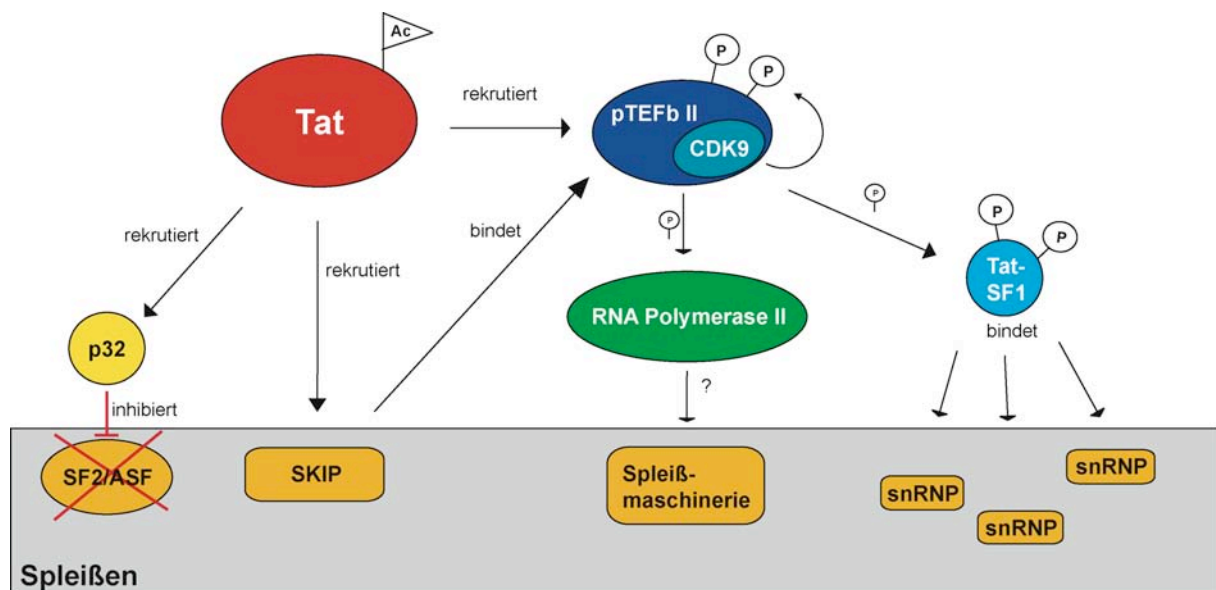 Ac
Tat
rekrutiert
P
P
pTEFb II
CDK9
rekrutiert
rekrutiert
bindet
P
P
P
P
Tat-
SF1
bindet
p32
RNA Polymerase II
inhibiert
?
SF2/ASF
SKIP
Spleiß-
maschinerie
snRNP
snRNP
snRNP
Spleißen